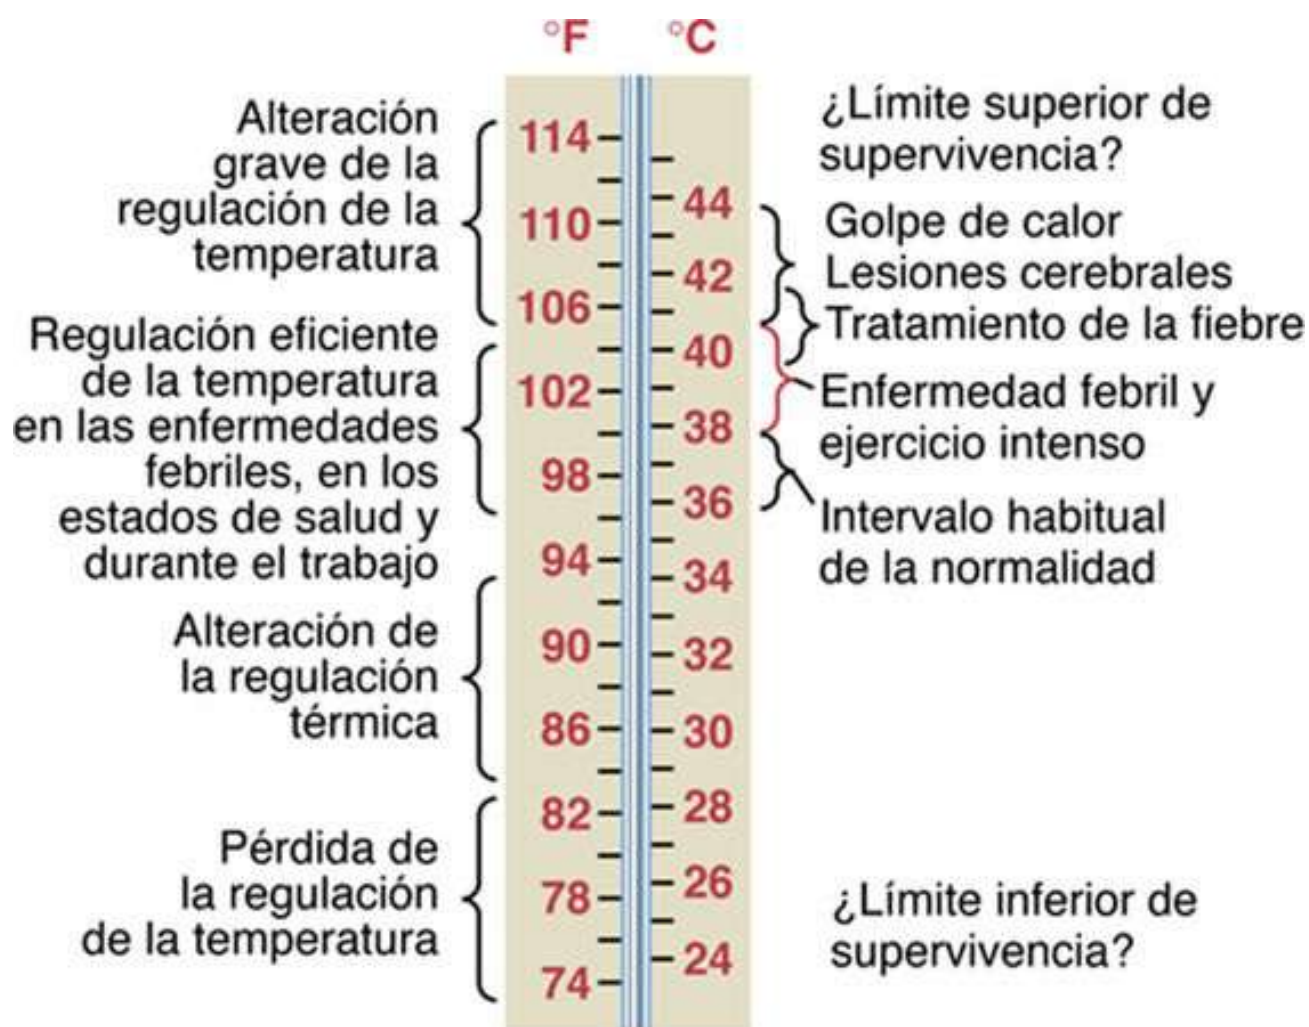 °F °C
Alteración
grave de la
regulación de la
temperatura
Regulación eficiente
de la temperatura
en las enfermedades
febriles, en los
estados de salud y
durante el trabajo
Alteración de
la regulación
térmica
Pérdida de
la regulación
de la temperatura
114
110
106
102
98
94
90
86
82
78
74
44
42
40
38
36
34
32
30
28
26
24
¿Límite superior de
supervivencia?
Golpe de calor
Lesiones cerebrales
Tratamiento de la fiebre
Enfermedad febril y
ejercicio intenso
Intervalo habitual
de la normalidad
¿Límite inferior de
supervivencia?